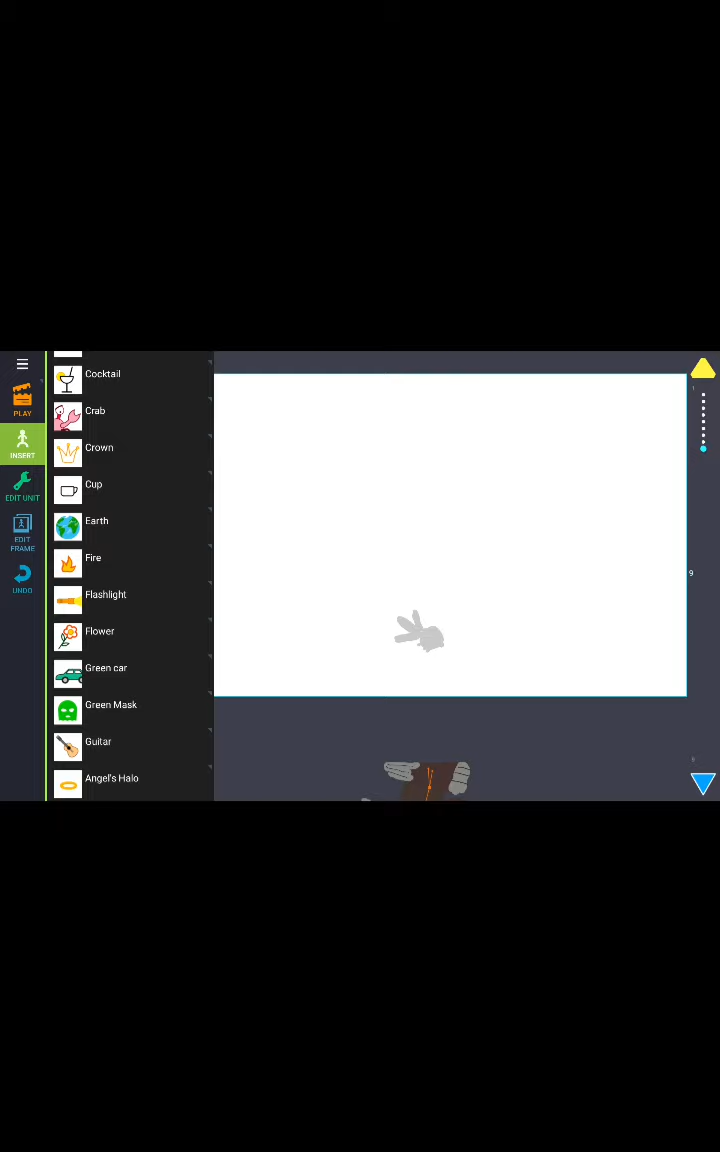 PLAY
INSERT
EDIT UNIT
EDIT
FRAME
UNDO
Cocktail
Crab
Crown
Cup
Earth
Fire
Flashlight
Flower
Green car
Green Mask
Guitar
Angel's Halo
1
9